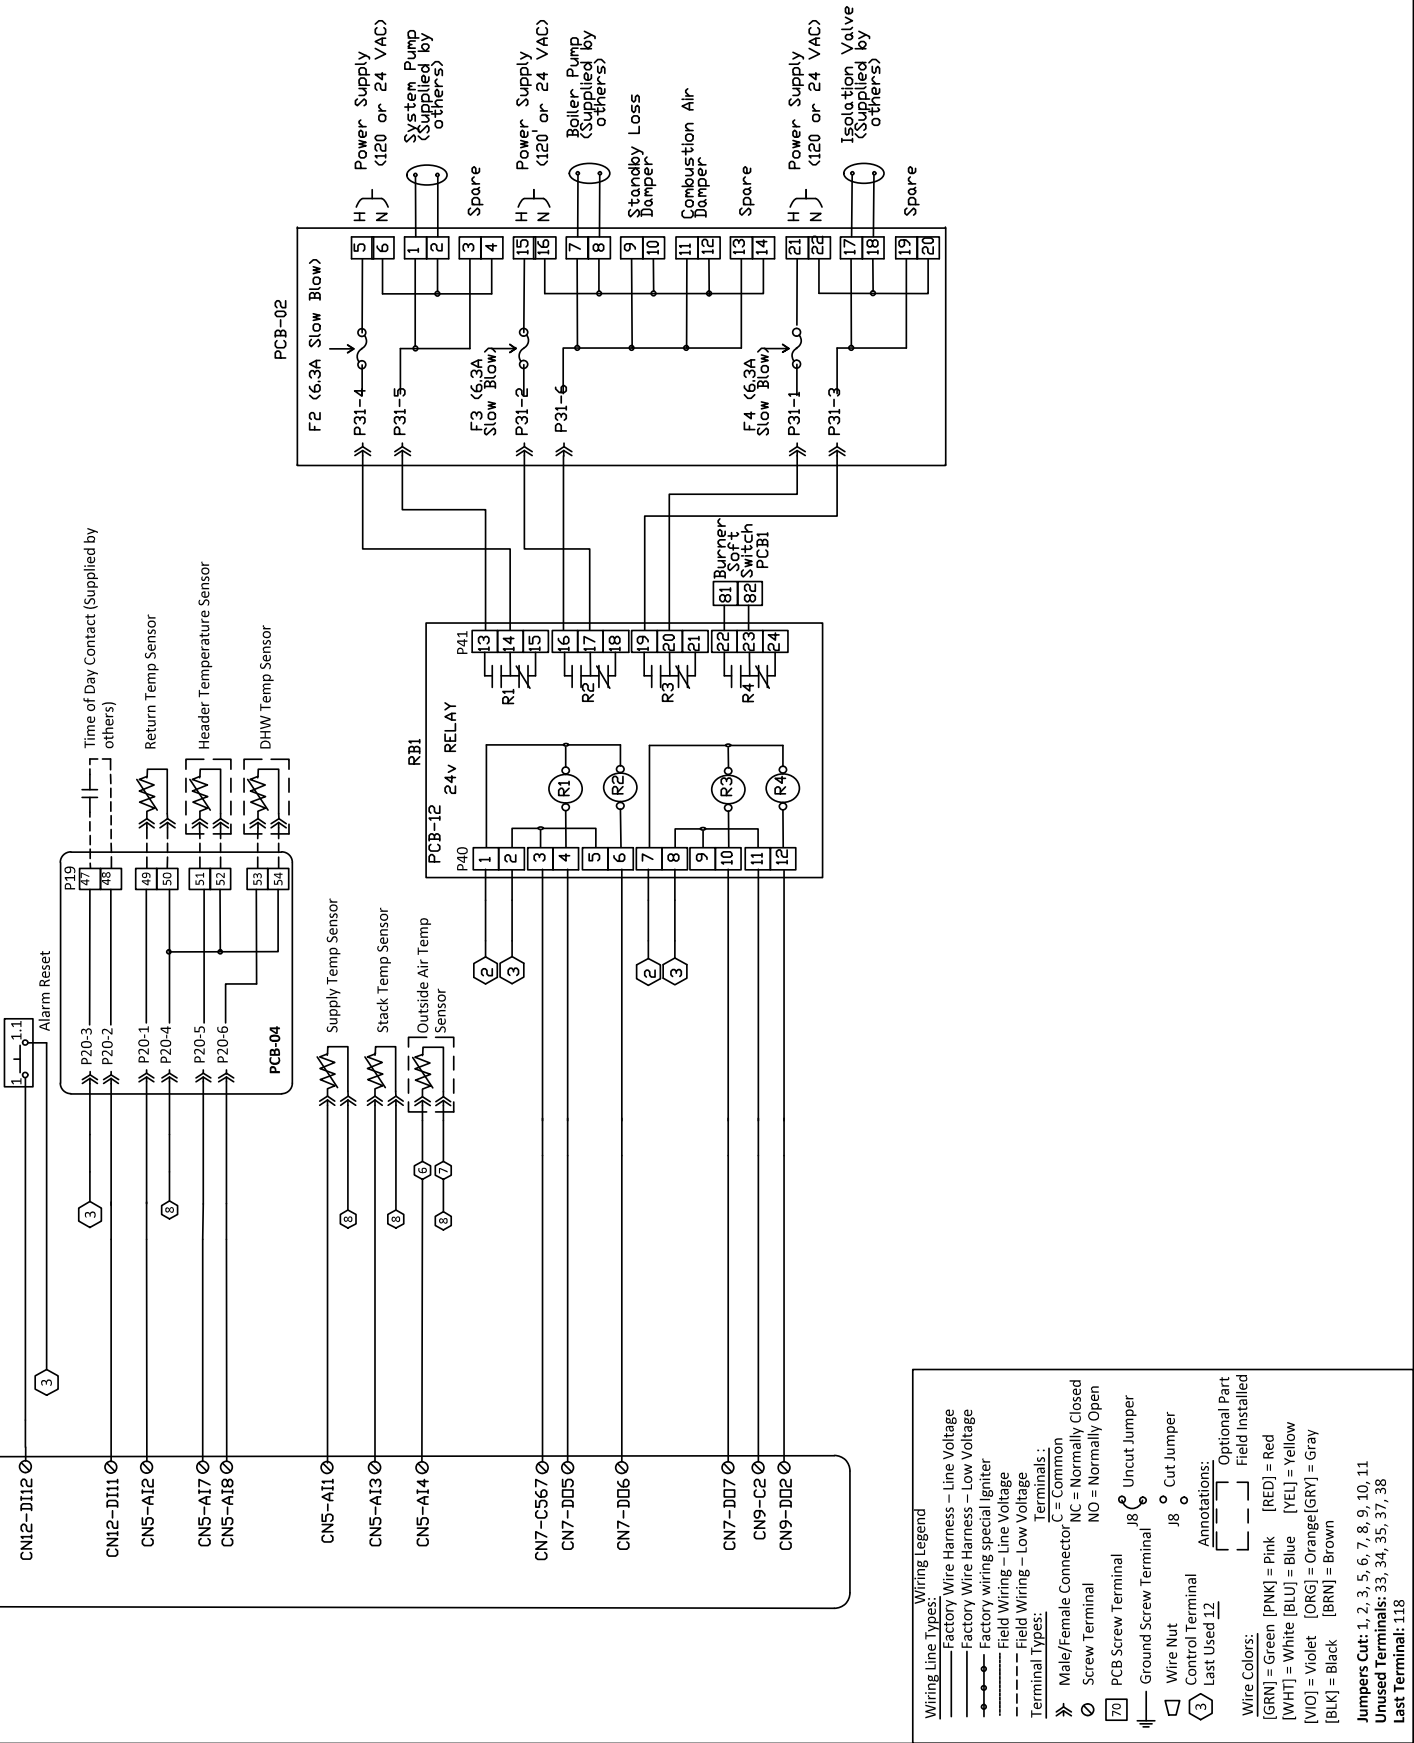 Power Supply
(120 or 24 VAC)
System Pump
(Supplied by
others)
Power Supply
(120' or 24 VAC)
Boiler Pump
(Supplied by
others)
Standby Loss
Damper
Combustion Air
Damper
Power Supply
(120 or 24 VAC)
Isolation Valve
(Supplied by
others)
H
N
Spare
H
N
Spare
H
N
Spare
5
6
1
2
3
4
15
16
7
8
9
10
11
12
13
14
21
22
17
18
19
20
PCB-02
F2 (6.3A Slow Blow)
F3 (6.3A
Slow Blow)
F4 (6.3A
Slow Blow)
P31-4
P31-5
P31-2
P31-6
P31-1
P31-3
Burner
Soft
Switch
PCB1
81
82
P41
13
14
15
16
17
18
19
20
21
22
23
24
R1
R2
R3
R4
RB1
24v RELAY
PCB-12
R1
R2
R3
R4
P40
1
2
3
4
5
6
7
8
9
10
11
12
2
3
2
3
Time of Day Contact (Supplied by
others)
Return Temp Sensor
Header Temperature Sensor
DHW Temp Sensor
P19
47
48
49
50
51
52
53
54
P20-3
P20-2
P20-1
P20-4
P20-5
P20-6
PCB-04
1
1.1
Alarm Reset
3
3
8
Supply Temp Sensor
Stack Temp Sensor
Outside Air Temp
Sensor
8
8
6
7
8
CN12-DI12
CN12-DI11
CN5-AI2
CN5-AI7
CN5-AI8
CN5-AI1
CN5-AI3
CN5-AI4
CN7-C567
CN7-DO5
CN7-DO6
CN7-DO7
CN9-C2
CN9-DO2
Wiring Legend
Wiring Line Types:
Factory Wire Harness – Line Voltage
Factory Wire Harness – Low Voltage
Factory wiring special Igniter
Field Wiring – Line Voltage
Field Wiring – Low Voltage
Terminal Types:
Male/Female Connector
Screw Terminal
70
PCB Screw Terminal
Ground Screw Terminal
Wire Nut
3
Control Terminal
Last Used 12
Terminals :
C = Common
NC = Normally Closed
NO = Normally Open
J8
Uncut Jumper
J8
Cut Jumper
Annotations:
Optional Part
Field Installed
Wire Colors:
[GRN] = Green [PNK] = Pink [RED] = Red
[WHT] = White [BLU] = Blue [YEL] = Yellow
[VIO] = Violet [ORG] = Orange [GRY] = Gray
[BLK] = Black [BRN] = Brown
Jumpers Cut: 1, 2, 3, 5, 6, 7, 8, 9, 10, 11
Unused Terminals: 33, 34, 35, 37, 38
Last Terminal: 118